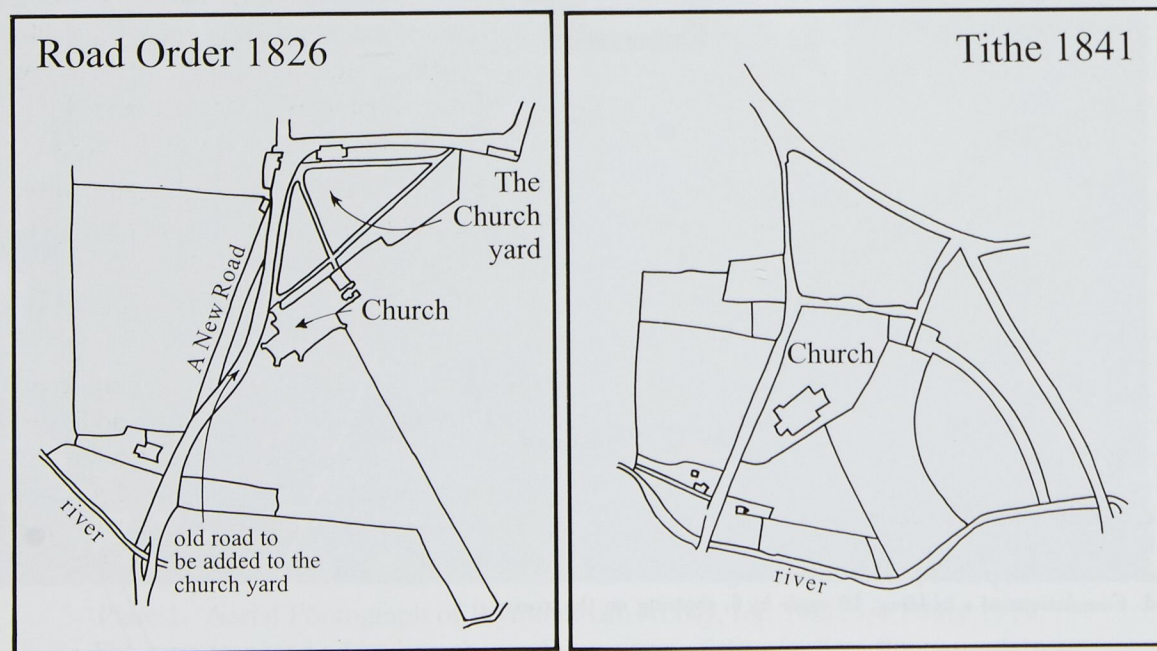 Road Order 1826
The
Church
yard
A New Road
Church
river
old road to
be added to the
church yard
Tithe 1841
Church
river